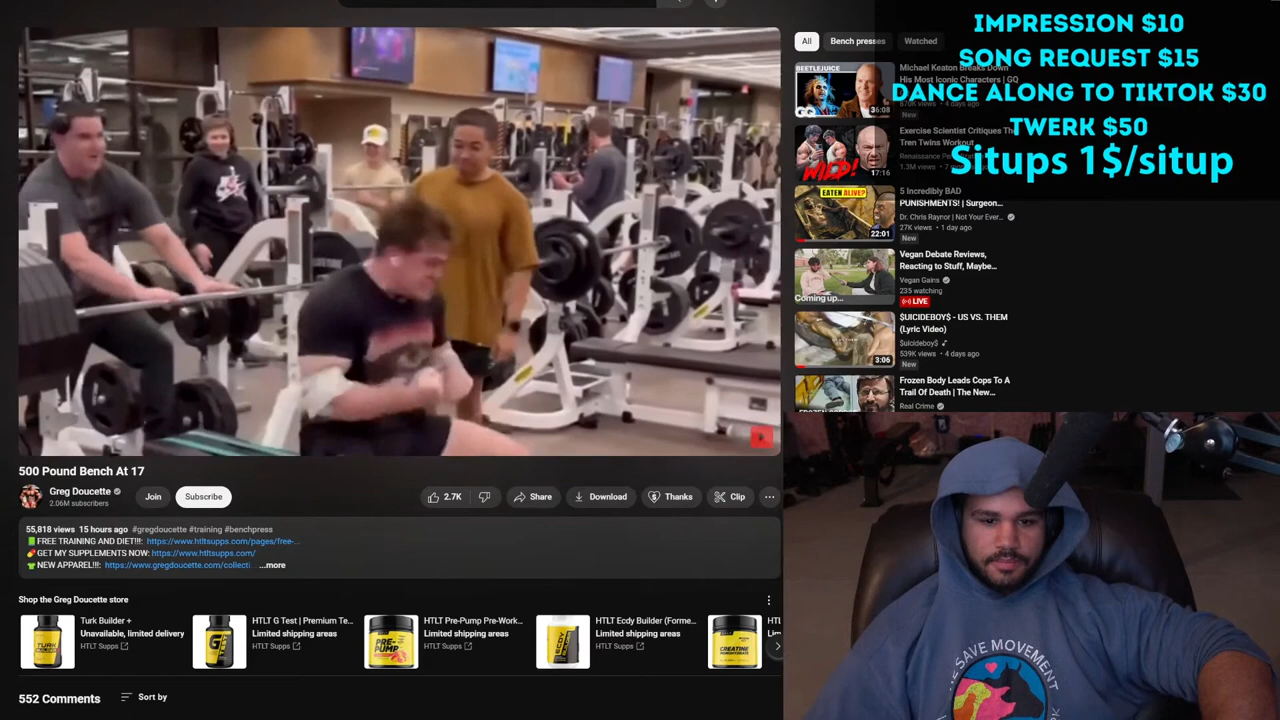 500 Pound Bench At 17
Greg Doucette
2.06M subscribers
Join
Subscribe
2.7K
Share
Download
Thanks
Clip
55,818 views 15 hours ago #gregdoucette #training #benchpress
FREE TRAINING AND DIET!!!: https://www.htltsupps.com/pages/free-...
GET MY SUPPLEMENTS NOW: https://www.htltsupps.com/
NEW APPAREL!!!: https://www.gregdoucette.com/collecti... ...more
Shop the Greg Doucette store
Turk Builder +
Unavailable, limited delivery
HTLT Supps
HTLT G Test | Premium Te...
Limited shipping areas
HTLT Supps
HTLT Pre-Pump Pre-Wok...
Limited shipping areas
HTLT Supps
HTLT Ecdy Builder (Forme...
Limited shipping areas
HTLT Supps
552 Comments
Sort by
IMPRESSION $10
SONG REQUEST $15
DANCE ALONG TO TIKTOK $30
TWERK $50
Situps 1$/situp
All
Bench presses
Watched
BEETLEJUICE
GQ
36:08
Michael Keaton Breaks Down
His Most Iconic Characters | GQ
4 days ago
New
WILD!
17:16
Exercise Scientist Critiques The
Tren Twins Workout
New
EATEN ALIVE?
22:01
5 Incredibly BAD
PUNISHMENTS! | Surgeon...
Dr. Chris Raynor | Not Your Ever...
27K views • 1 day ago
New
Coming up...
Vegan Debate Reviews,
Reacting to Stuff, Maybe...
Vegan Gains
235 watching
LIVE
3:06
$UICIDEBOY$ - US VS. THEM
(Lyric Video)
$uicideboy$
539K views • 4 days ago
New
Frozen Body Leads Cops To A
Trail Of Death | The New...
Real Crime
SAVE MOVEMENT